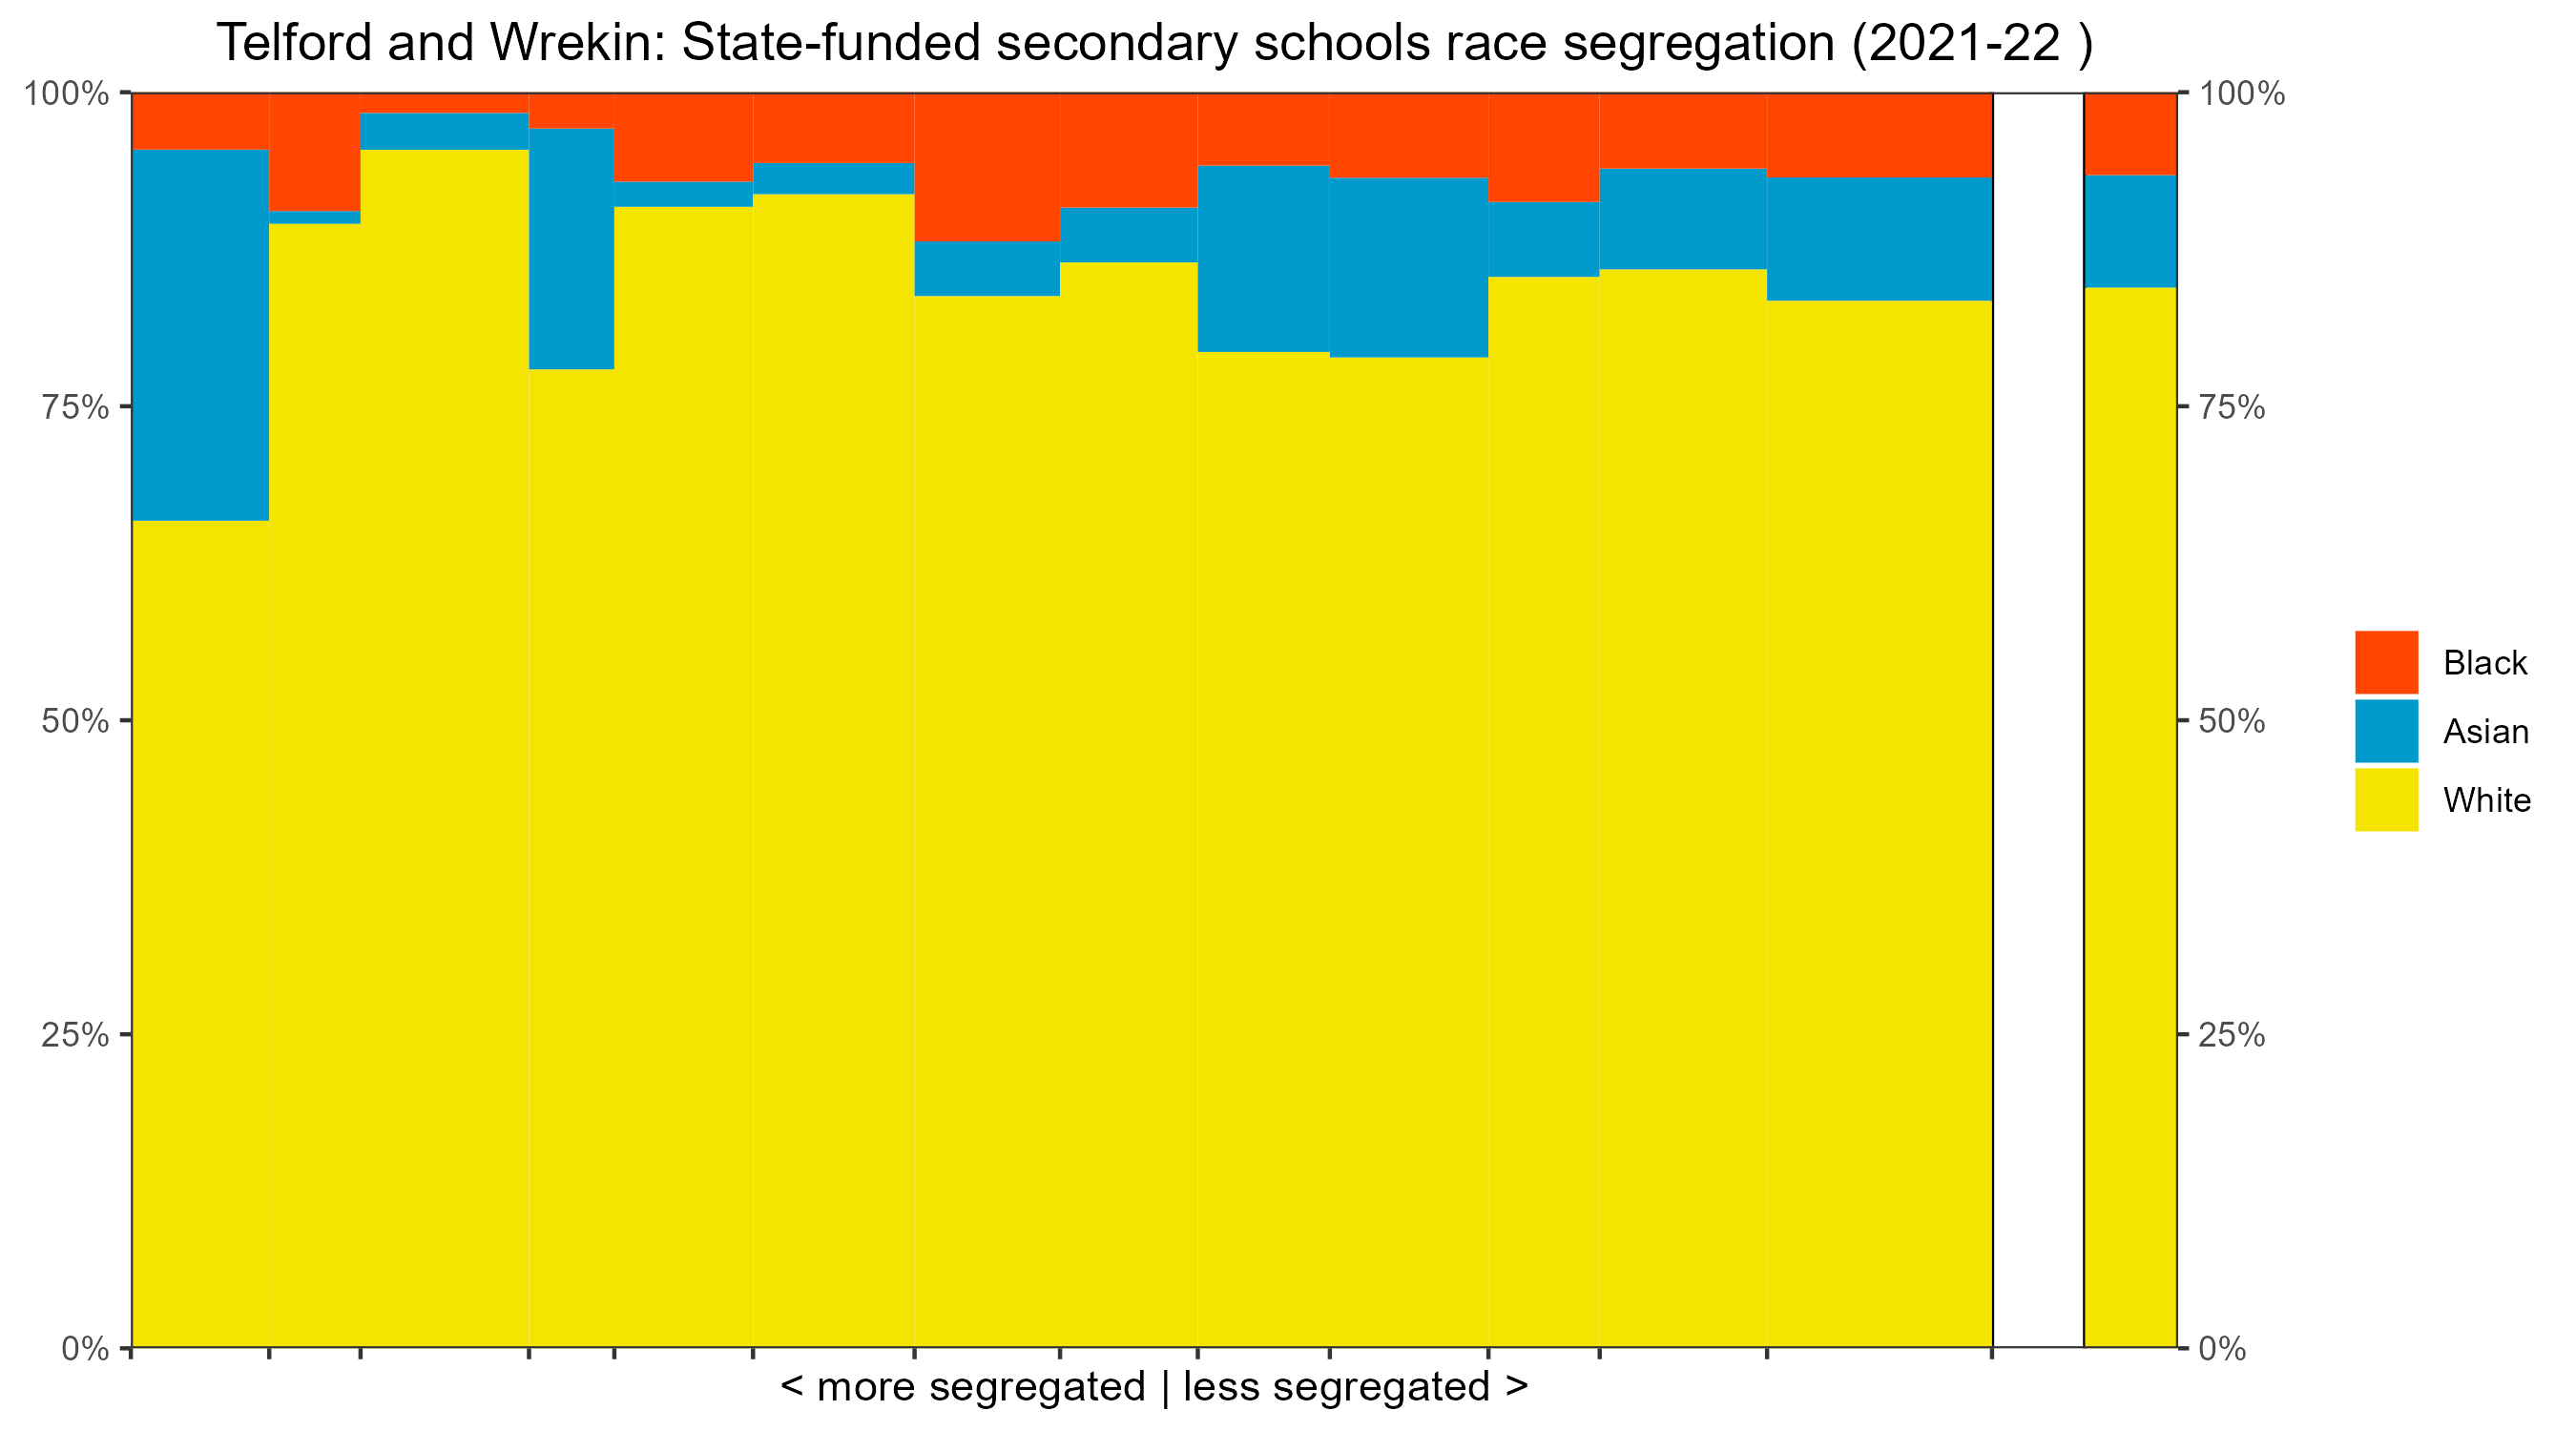 Telford and Wrekin: State-funded secondary schools race segregation (2021-22 )
100%
75%
50%
25%
0%
100%
75%
50%
25%
0%
Black
Asian
White
< more segregated | less segregated >